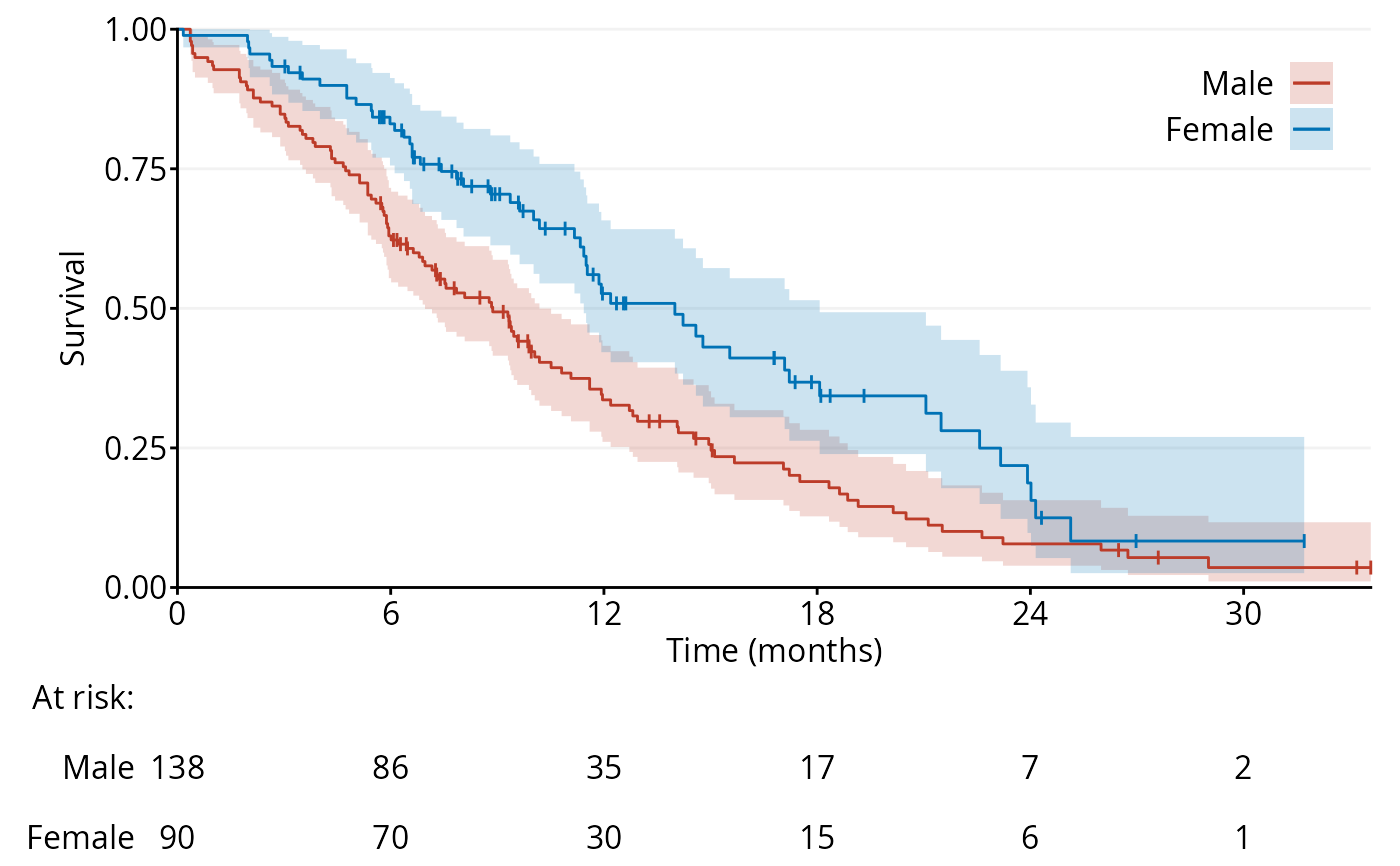 1.00
0.75
0.50
0.25
0.00
Survival
Male
Female
0 6 12 18 24 30
Time (months)
At risk:
Male 138 86 35 17 7 2
Female 90 70 30 15 6 1